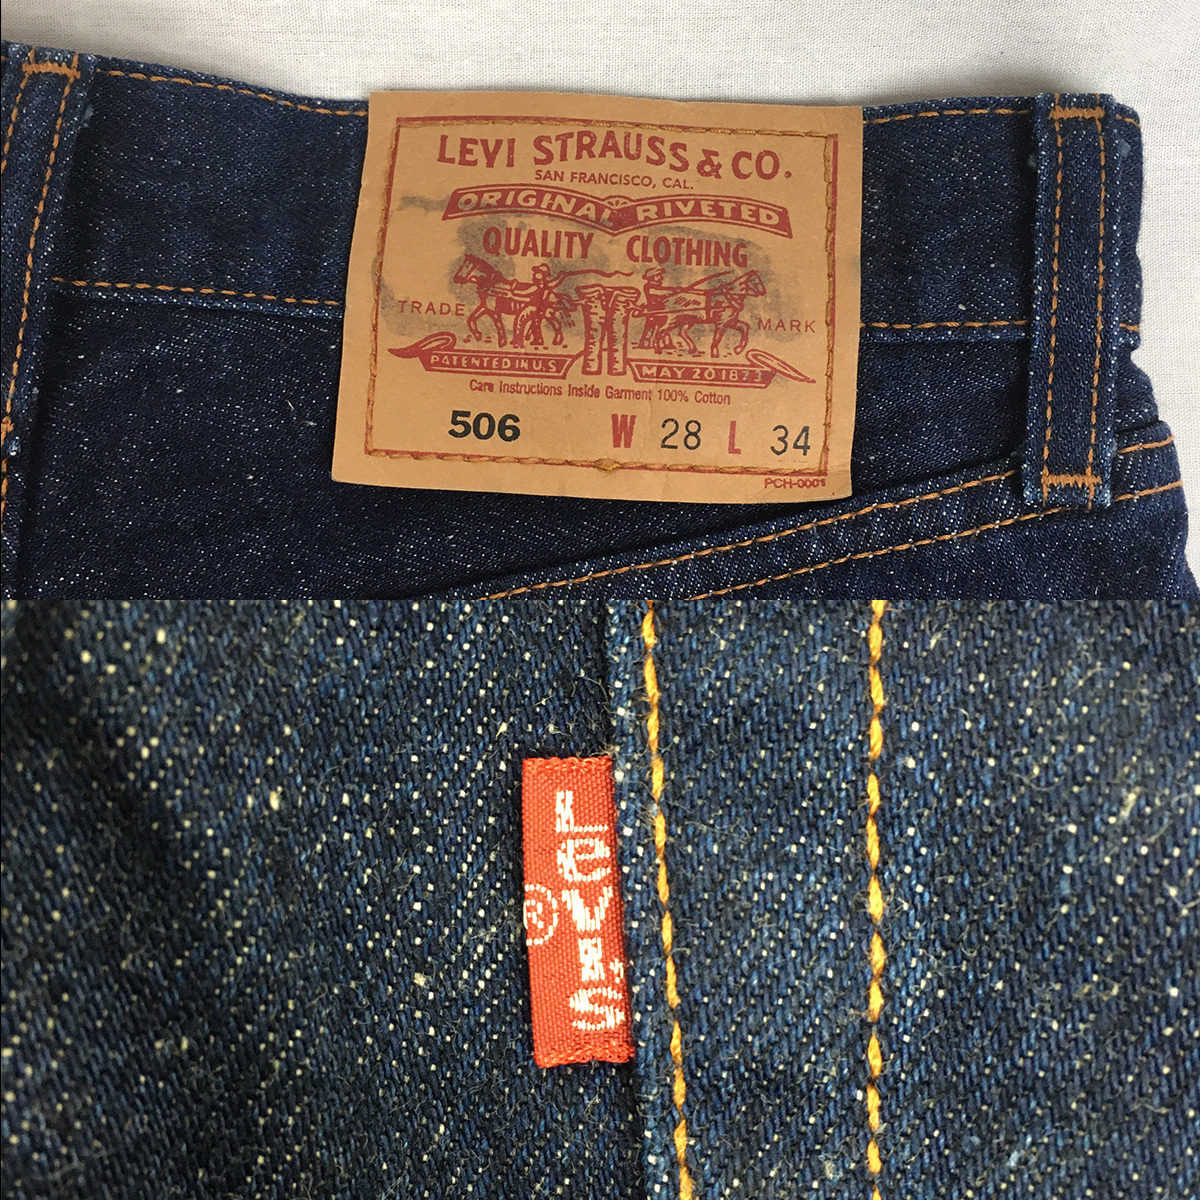 LEVI STRAUSS & CO.
SAN FRANCISCO, CAL.
ORIGINAL RIVETED
QUALITY CLOTHING
TRADE MARK
PATENTED IN U.S MAY 20 1873
Care Instructions Inside Garment 100% Cotton
506 W 28 L 34
PCH-0001
LeVI'S
®